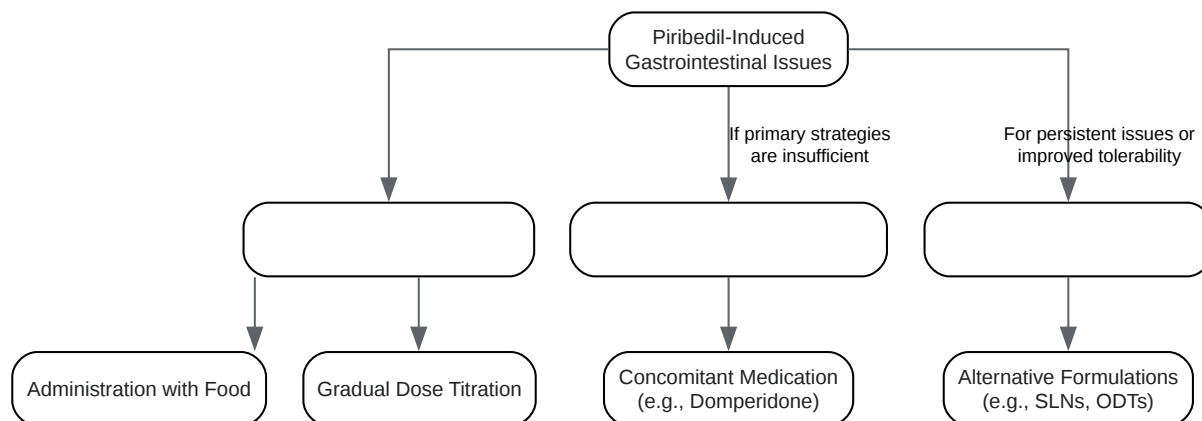 Piribedil-Induced
Gastrointestinal Issues
If primary strategies
are insufficient
For persistent issues or
improved tolerability
Administration with Food
Gradual Dose Titration
Concomitant Medication
(e.g., Domperidone)
Alternative Formulations
(e.g., SLNs, ODTs)